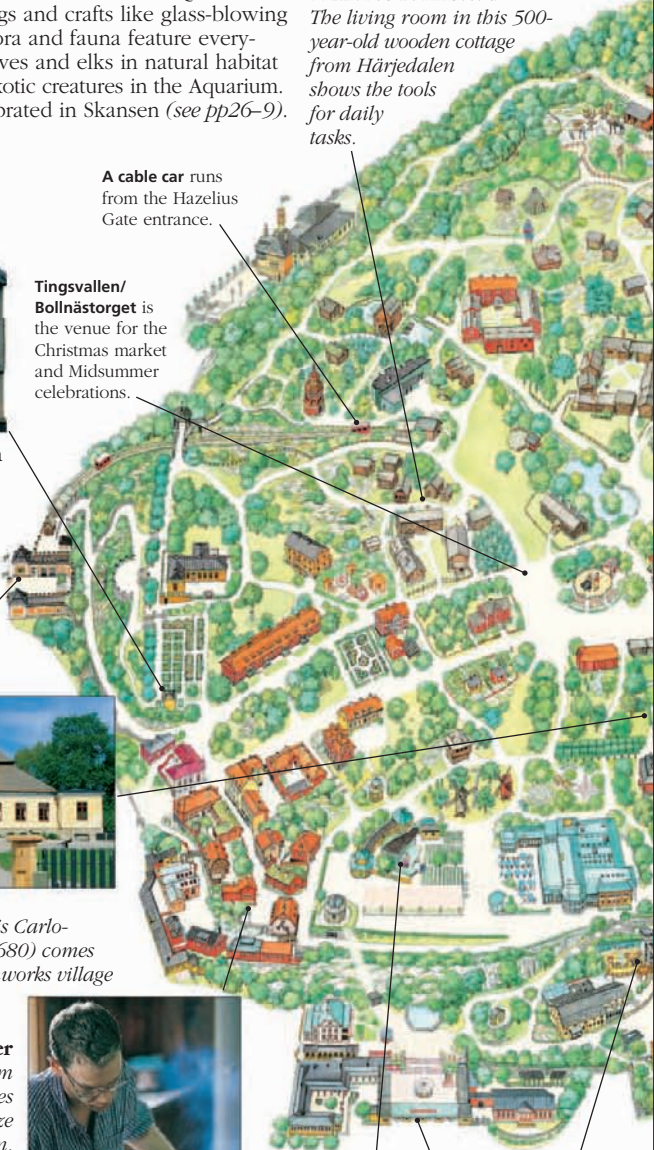 gs and crafts like glass-blowing
ora and fauna feature every-
ves and elks in natural habitat
xotic creatures in the Aquarium.
brated in Skansen (see pp26–9).
The living room in this 500-
year-old wooden cottage
from Härjedalen
shows the tools
for daily
tasks.
A cable car runs
from the Hazelius
Gate entrance.
Tingsvallen/
Bollnästorget is
the venue for the
Christmas market
and Midsummer
celebrations.
is Carlo-
680) comes
works village
er
m
es
ze
n.